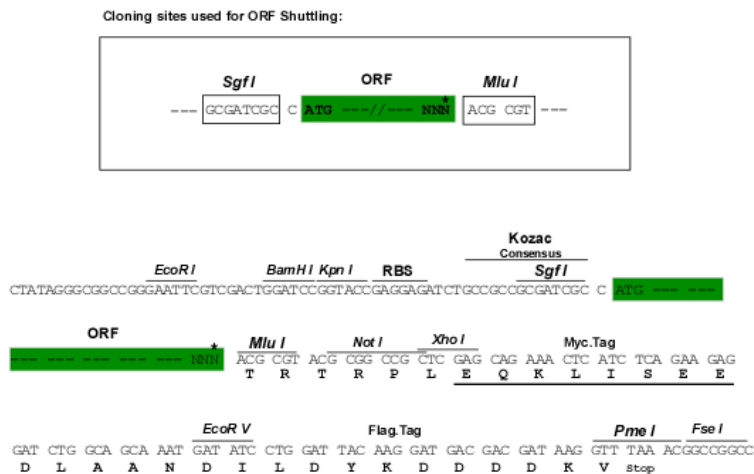 Cloning sites used for ORF Shuttling:
Sgf I ORF Mlu I
--- GCGATCGC C ATG ---//--- NNN* ACG CGT ---
Kozac
Consensus
EcoR I BamH I Kpn I RBS Sgf I
CTATAGGGCGGCCGGGAATTCGTCGACTGGATCCGGTACCGAGGAGATCTGCCGCCGCGATCGC C ATG --- ---
ORF Mlu I Not I Xho I Myc.Tag
--- --- --- --- --- NNN* ACG CGT ACG CGG CCG CTC GAG CAG AAA CTC ATC TCA GAA GAG
T R T R P L E Q K L I S E E
EcoR V Flag.Tag Pme I Fse I
GAT CTG GCA GCA AAT GAT ATC CTG GAT TAC AAG GAT GAC GAC GAT AAG GTT TAA ACGGCCGGCC
D L A A N D I L D Y K D D D D K V Stop